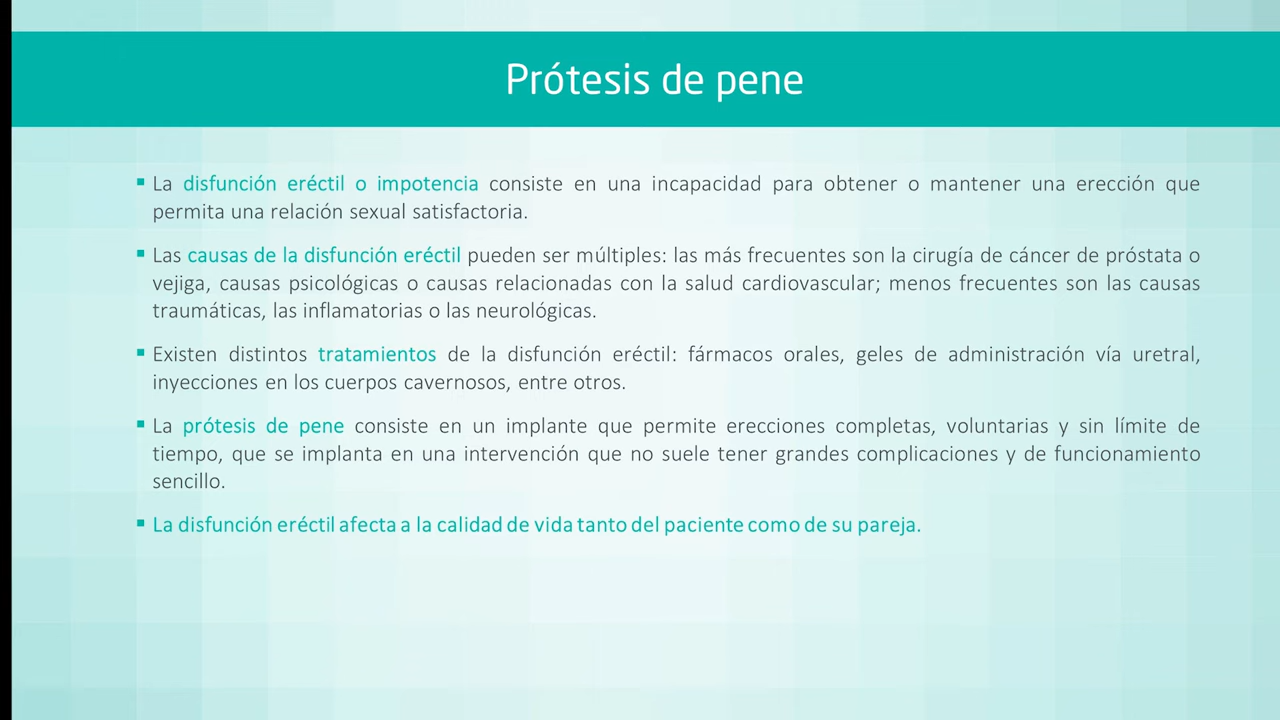 Prótesis de pene
▪ La disfunción eréctil o impotencia consiste en una incapacidad para obtener o mantener una erección que
permita una relación sexual satisfactoria.
▪ Las causas de la disfunción eréctil pueden ser múltiples: las más frecuentes son la cirugía de cáncer de próstata o
vejiga, causas psicológicas o causas relacionadas con la salud cardiovascular; menos frecuentes son las causas
traumáticas, las inflamatorias o las neurológicas.
▪ Existen distintos tratamientos de la disfunción eréctil: fármacos orales, geles de administración vía uretral,
inyecciones en los cuerpos cavernosos, entre otros.
▪ La prótesis de pene consiste en un implante que permite erecciones completas, voluntarias y sin límite de
tiempo, que se implanta en una intervención que no suele tener grandes complicaciones y de funcionamiento
sencillo.
▪ La disfunción eréctil afecta a la calidad de vida tanto del paciente como de su pareja.